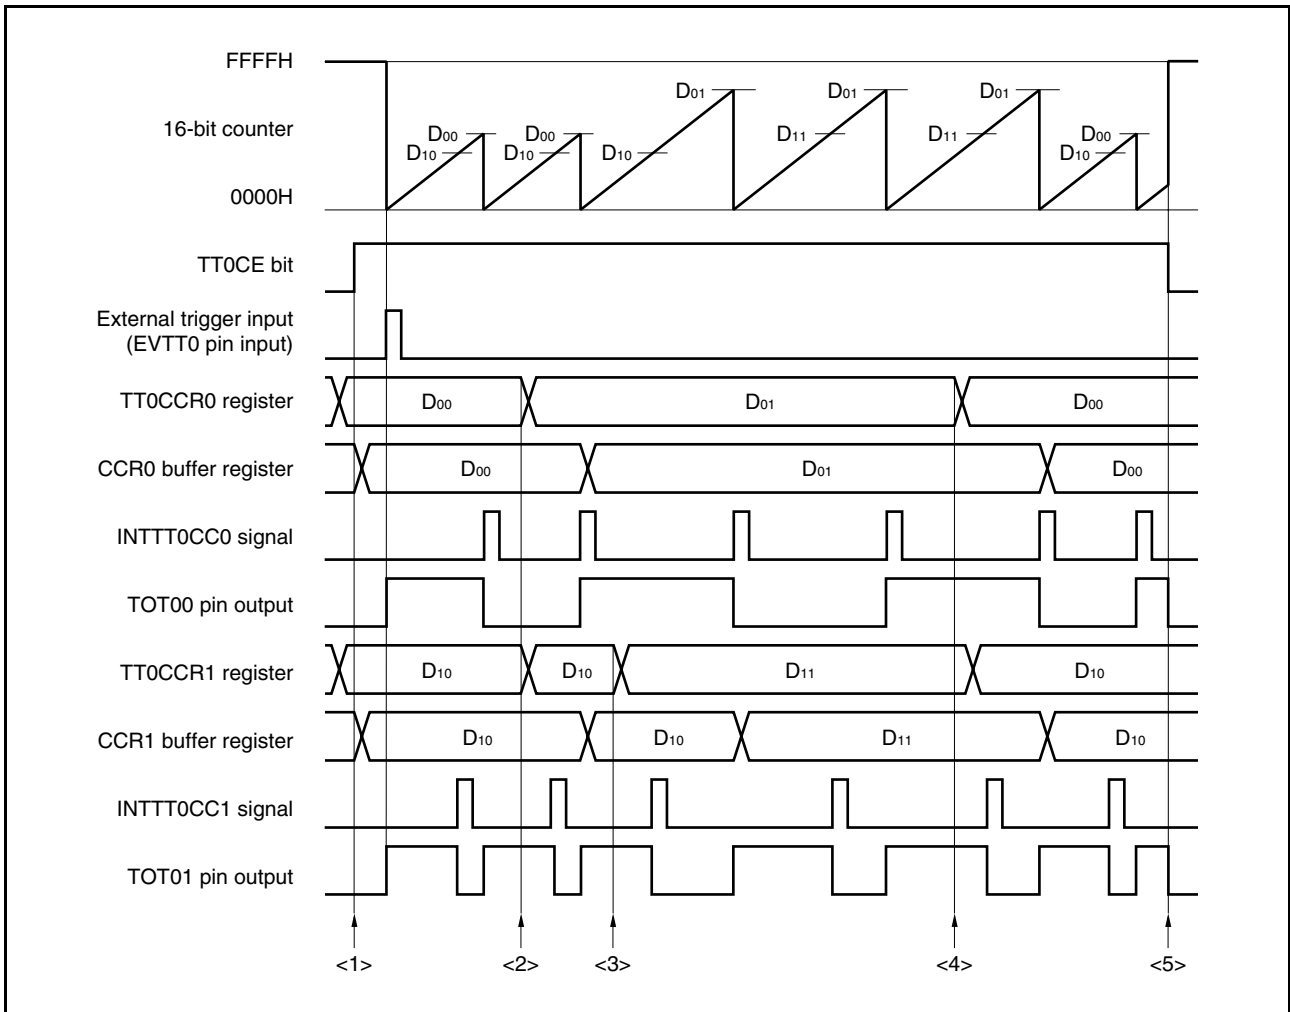 FFFFH
16-bit counter
0000H
D01 D01 D01
D00 D00 D11 D11 D00
D10 D10 D10 D10
TT0CE bit
External trigger input
(EVTT0 pin input)
TT0CCR0 register D00 D01 D00
CCR0 buffer register D00 D01 D00
INTTT0CC0 signal
TOT00 pin output
TT0CCR1 register D10 D10 D11 D10
CCR1 buffer register D10 D10 D11 D10
INTTT0CC1 signal
TOT01 pin output
<1> <2> <3> <4> <5>